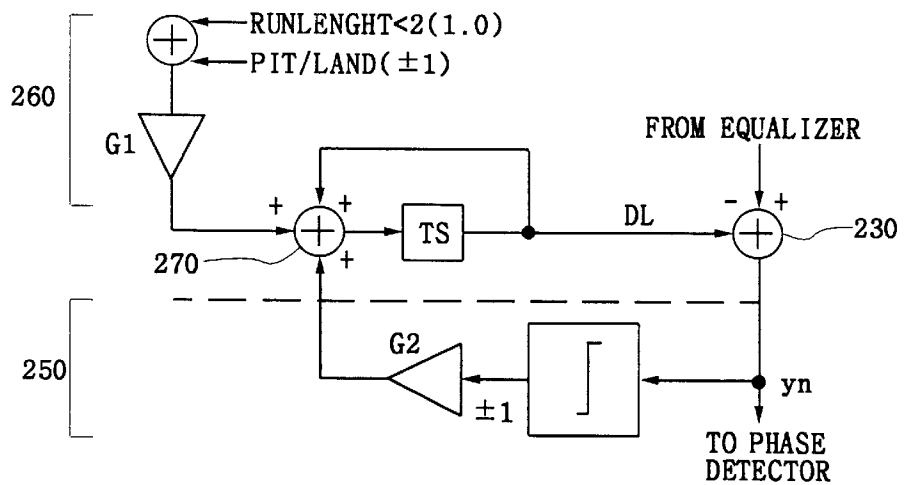 RUNLENGHT<2(1.0)
PIT/LAND(±1)
260
G1
FROM EQUALIZER
+
+
- +
TS
DL
230
270
+
G2
250
±1
yn
TO PHASE
DETECTOR